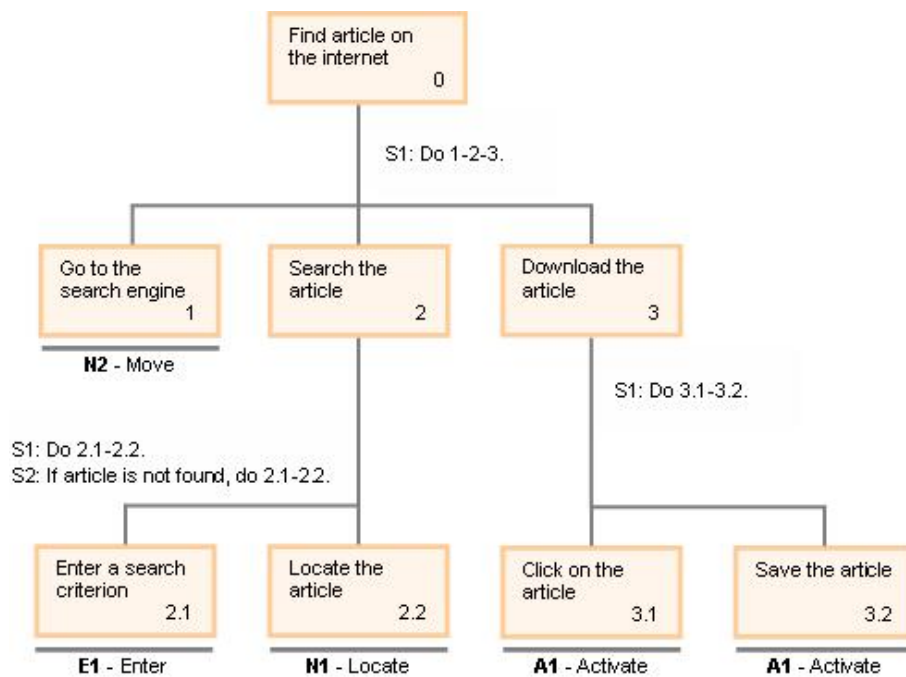 Find article on
the internet
0
S1: Do 1-2-3.
Go to the
search engine
1
N2 - Move
Search the
article
2
Download the
article
3
S1: Do 2.1-2.2.
S2: If article is not found, do 2.1-2.2.
S1: Do 3.1-3.2.
Enter a search
criterion
2.1
E1 - Enter
Locate the
article
2.2
N1 - Locate
Click on the
article
3.1
A1 - Activate
Save the article
3.2
A1 - Activate